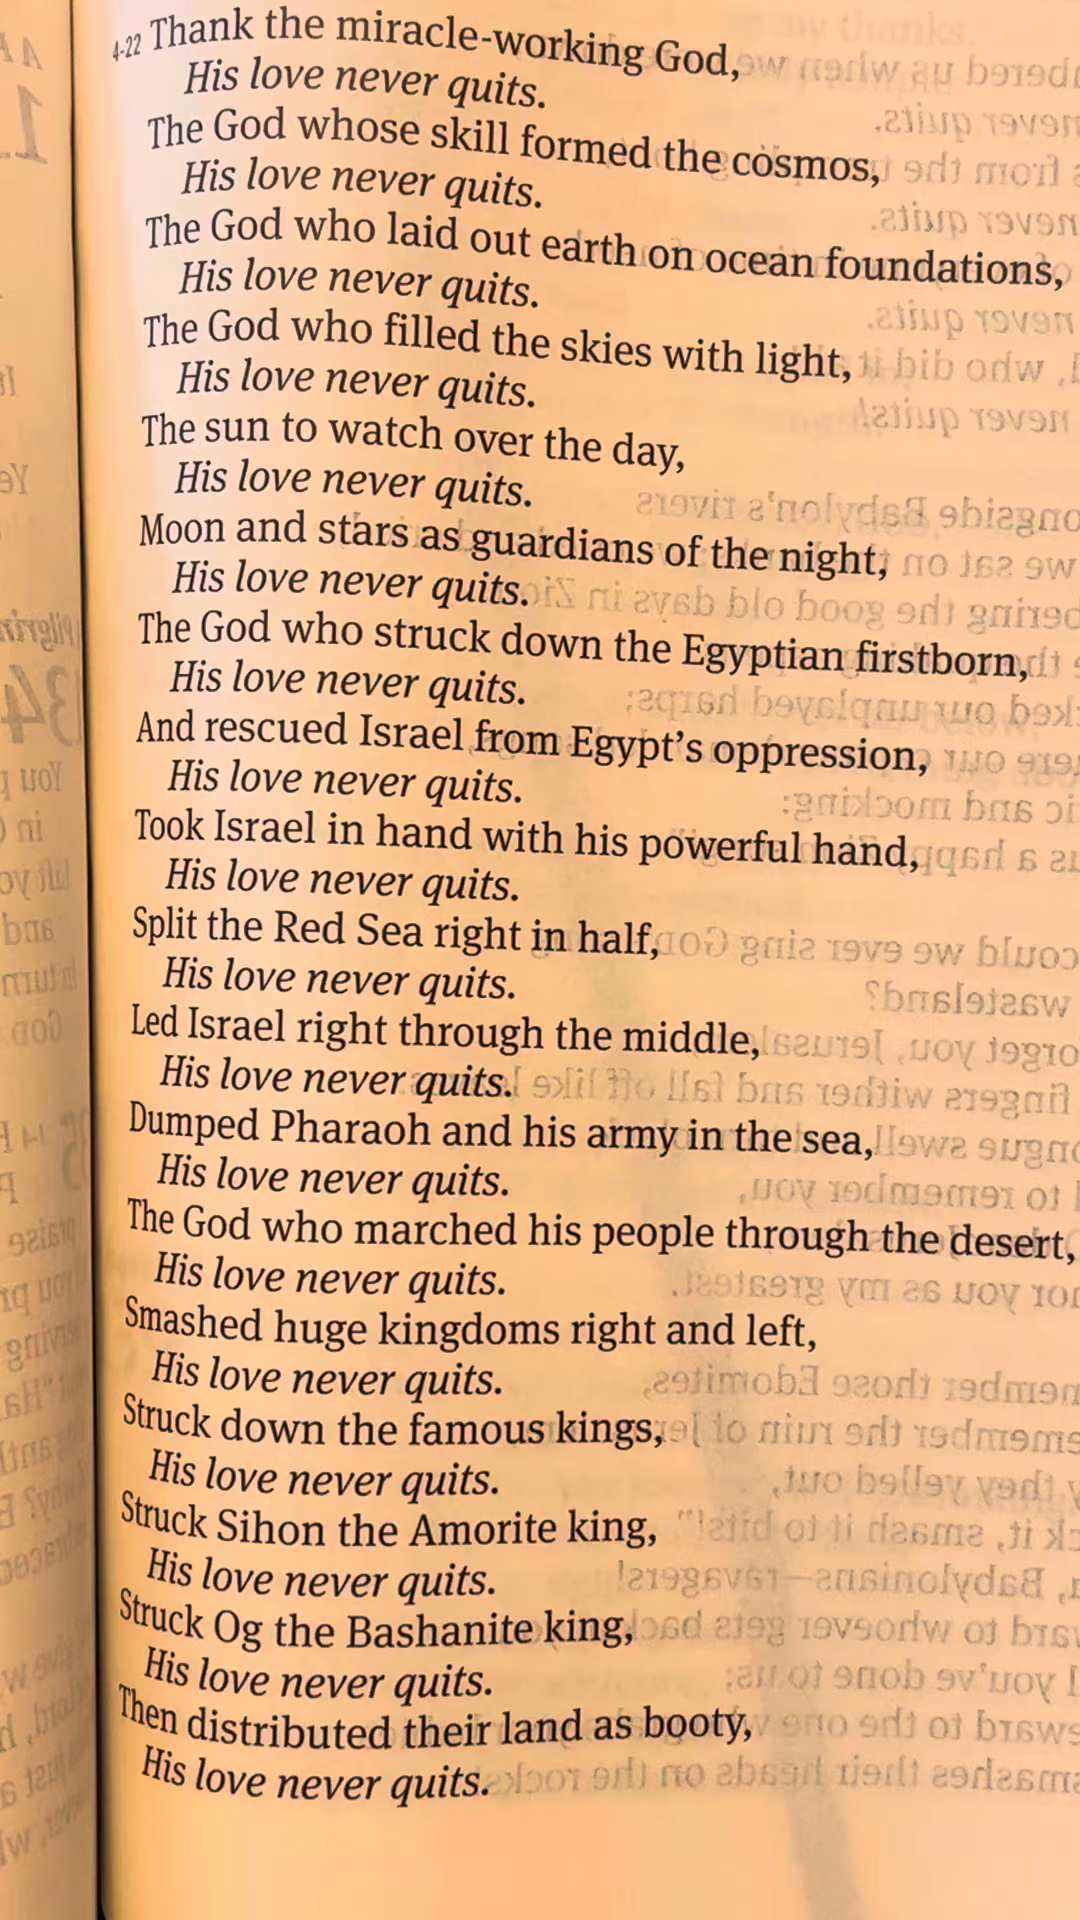 4-22 Thank the miracle-working God,
His love never quits.
The God whose skill formed the cosmos,
His love never quits.
The God who laid out earth on ocean foundations,
His love never quits.
The God who filled the skies with light,
His love never quits.
The sun to watch over the day,
His love never quits.
Moon and stars as guardians of the night,
His love never quits.
The God who struck down the Egyptian firstborn,
His love never quits.
And rescued Israel from Egypt’s oppression,
His love never quits.
Took Israel in hand with his powerful hand,
His love never quits.
Split the Red Sea right in half,
His love never quits.
Led Israel right through the middle,
His love never quits.
Dumped Pharaoh and his army in the sea,
His love never quits.
The God who marched his people through the desert,
His love never quits.
Smashed huge kingdoms right and left,
His love never quits.
Struck down the famous kings,
His love never quits.
Struck Sihon the Amorite king,
His love never quits.
Struck Og the Bashanite king,
His love never quits.
Then distributed their land as booty,
His love never quits.